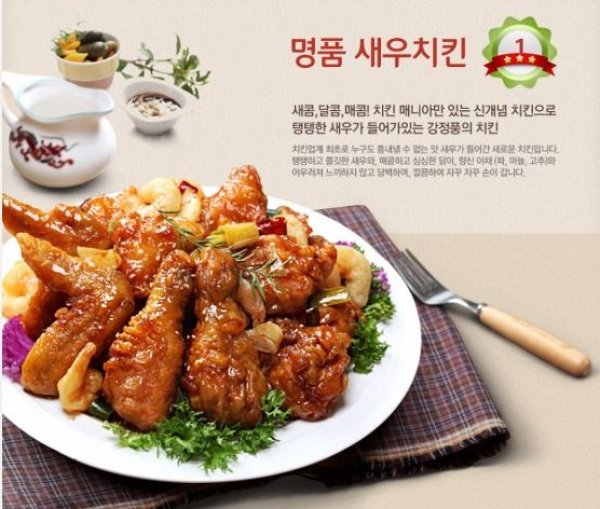 명품 새우치킨
1
새콤,달콤,매콤! 치킨 매니아만 있는 신개념 치킨으로
탱탱한 새우가 들어가있는 강정풍의 치킨
치킨업계 최초로 누구도 흉내낼 수 없는 맛 새우가 들어간 새로운 치킨입니다.
탱탱하고 쫄깃한 새우와, 매콤하고 싱싱한 닭이, 향신 야채 (파, 마늘, 고추)와
어우러져 느끼하지 않고 담백하며, 깔끔하여 자꾸 자꾸 손이 갑니다.